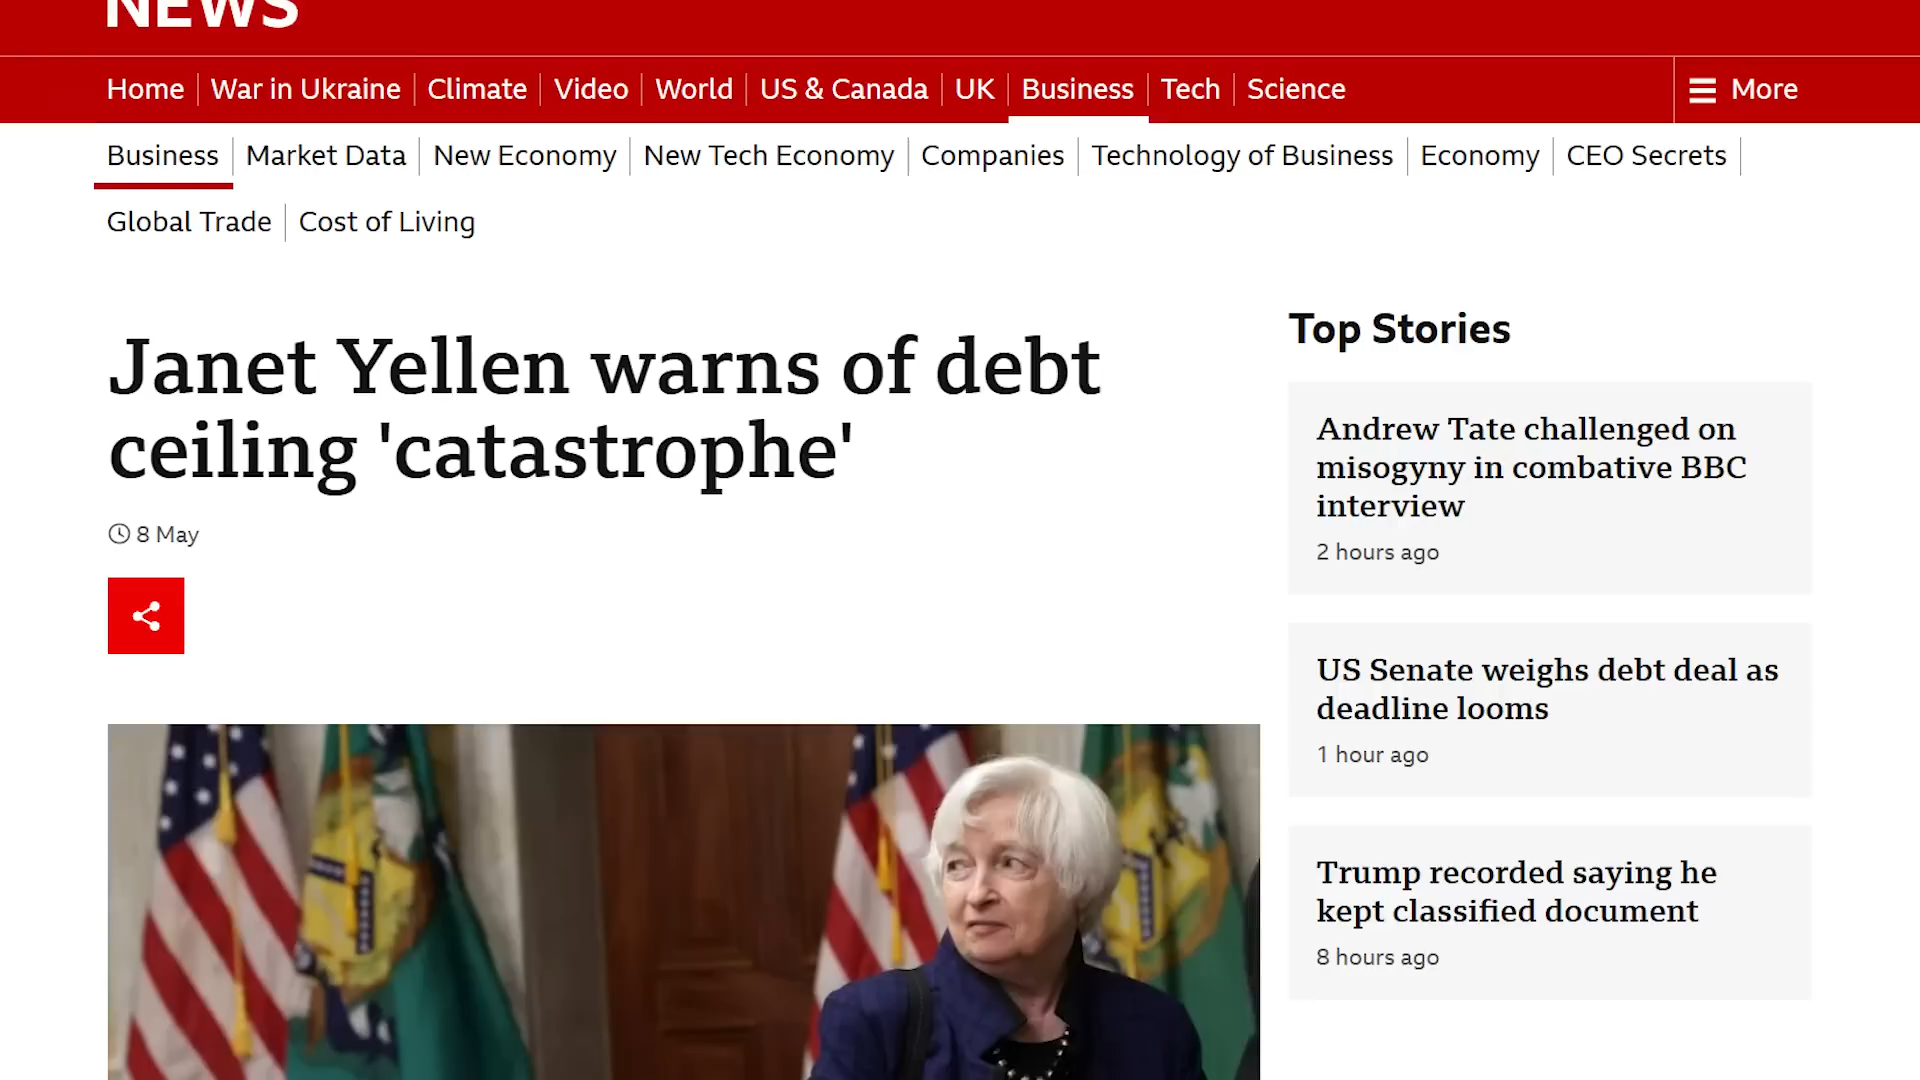 NEWS
Home War in Ukraine Climate Video World US & Canada UK Business Tech Science More
Business Market Data New Economy New Tech Economy Companies Technology of Business Economy CEO Secrets
Global Trade Cost of Living
Janet Yellen warns of debt
ceiling 'catastrophe'
8 May
Top Stories
Andrew Tate challenged on
misogyny in combative BBC
interview
2 hours ago
US Senate weighs debt deal as
deadline looms
1 hour ago
Trump recorded saying he
kept classified document
8 hours ago